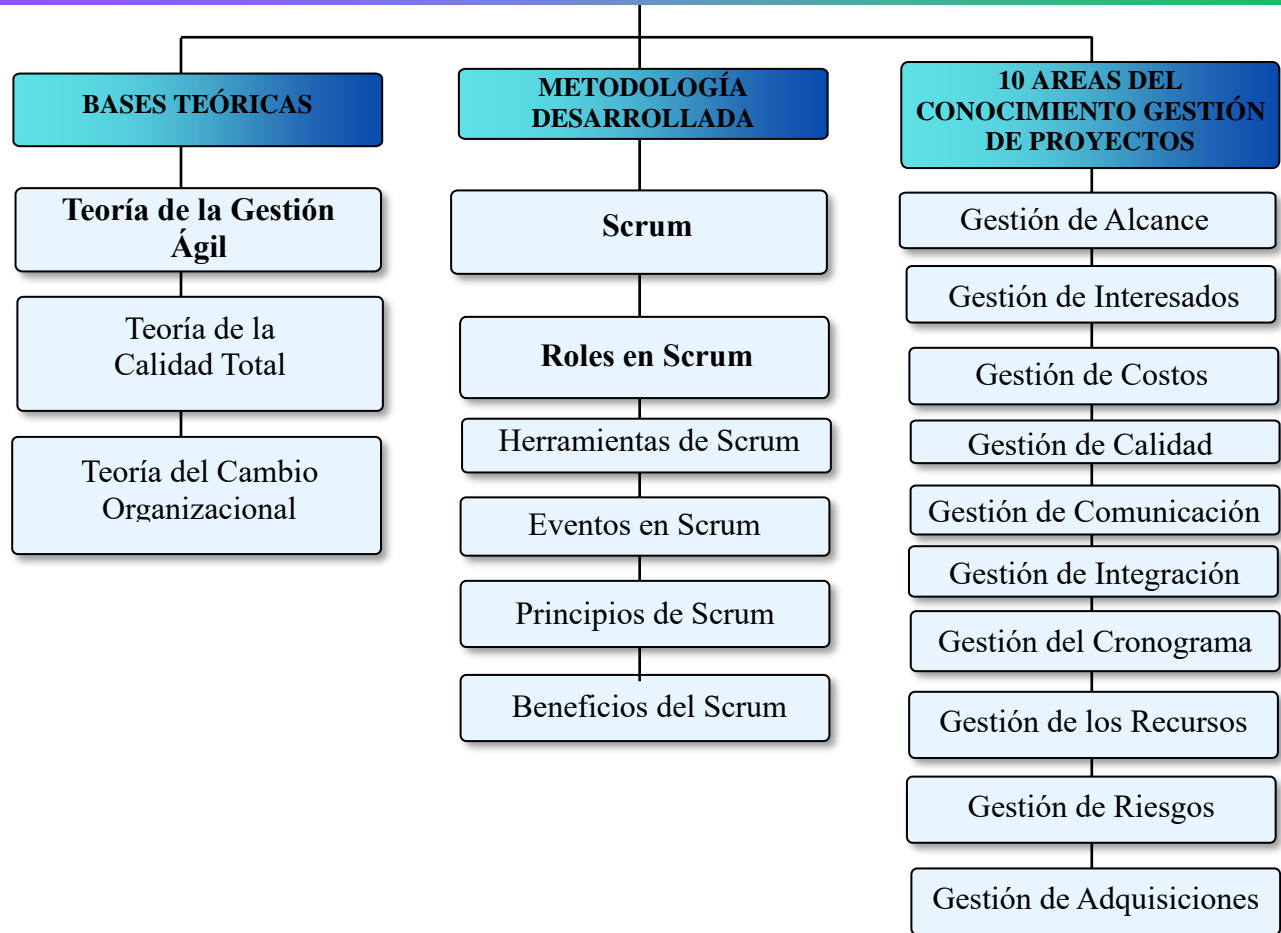 BASES TEÓRICAS
Teoría de la Gestión
Ágil
Teoría de la
Calidad Total
Teoría del Cambio
Organizacional
METODOLOGÍA
DESARROLLADA
Scrum
Roles en Scrum
Herramientas de Scrum
Eventos en Scrum
Principios de Scrum
Beneficios del Scrum
10 AREAS DEL
CONOCIMIENTO GESTIÓN
DE PROYECTOS
Gestión de Alcance
Gestión de Interesados
Gestión de Costos
Gestión de Calidad
Gestión de Comunicación
Gestión de Integración
Gestión del Cronograma
Gestión de los Recursos
Gestión de Riesgos
Gestión de Adquisiciones